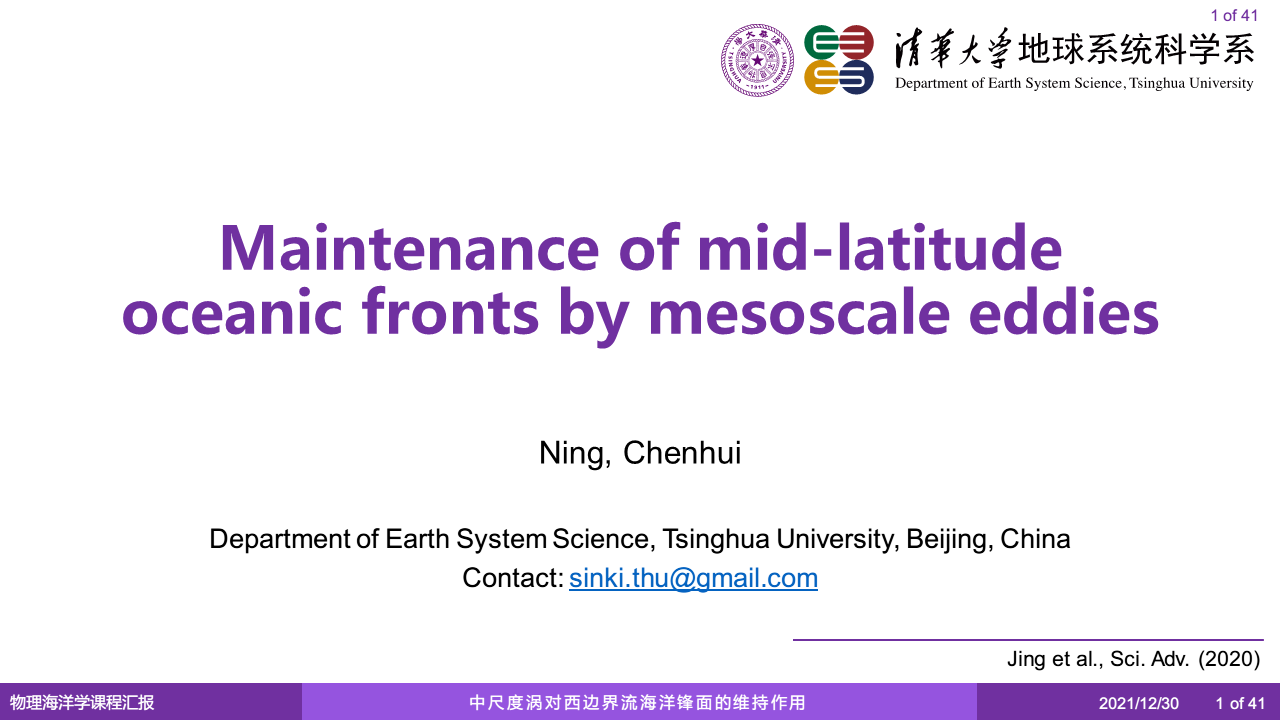 1 of 41
清华大学地球系统科学系
Department of Earth System Science, Tsinghua University
Maintenance of mid-latitude
oceanic fronts by mesoscale eddies
Ning, Chenhui
Department of Earth System Science, Tsinghua University, Beijing, China
Contact: sinki.thu@gmail.com
Jing et al., Sci. Adv. (2020)
物理海洋学课程汇报
中尺度涡对西边界流海洋锋面的维持作用
2021/12/30
1 of 41